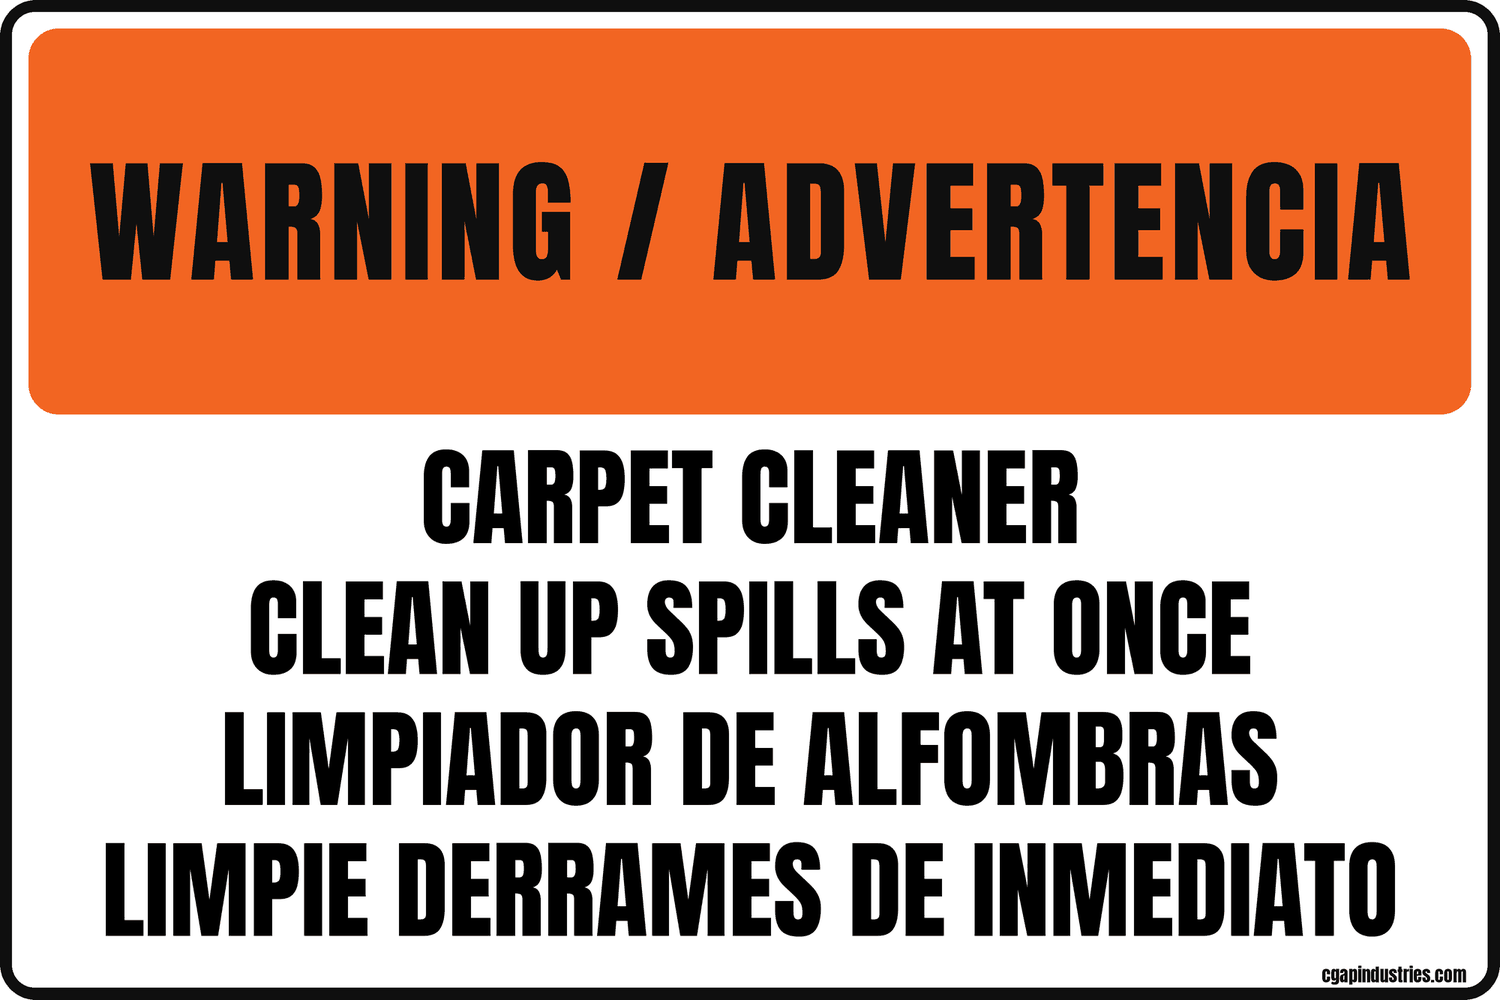 WARNING / ADVERTENCIA
CARPET CLEANER
CLEAN UP SPILLS AT ONCE
LIMPIADOR DE ALFOMBRAS
LIMPIE DERRAMES DE INMEDIATO
cgapindustries.com